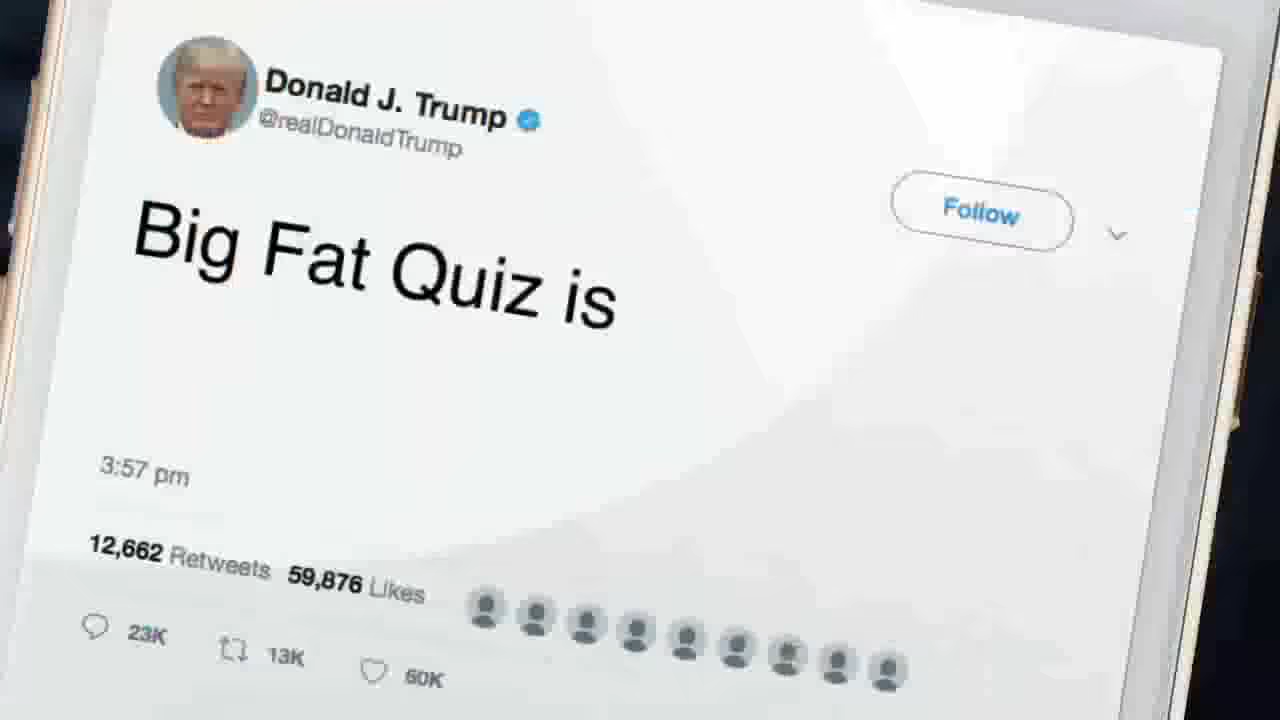 Donald J. Trump
@realDonaldTrump
Follow
Big Fat Quiz is
3:57 pm
12,662 Retweets 59,876 Likes
23K 13K 60K